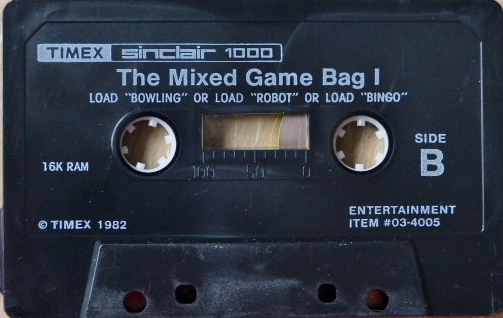 TIMEX sinclair 1000
The Mixed Game Bag I
LOAD "BOWLING" OR LOAD "ROBOT" OR LOAD "BINGO"
16K RAM
100 50 0
SIDE
B
© TIMEX 1982
ENTERTAINMENT
ITEM #03-4005